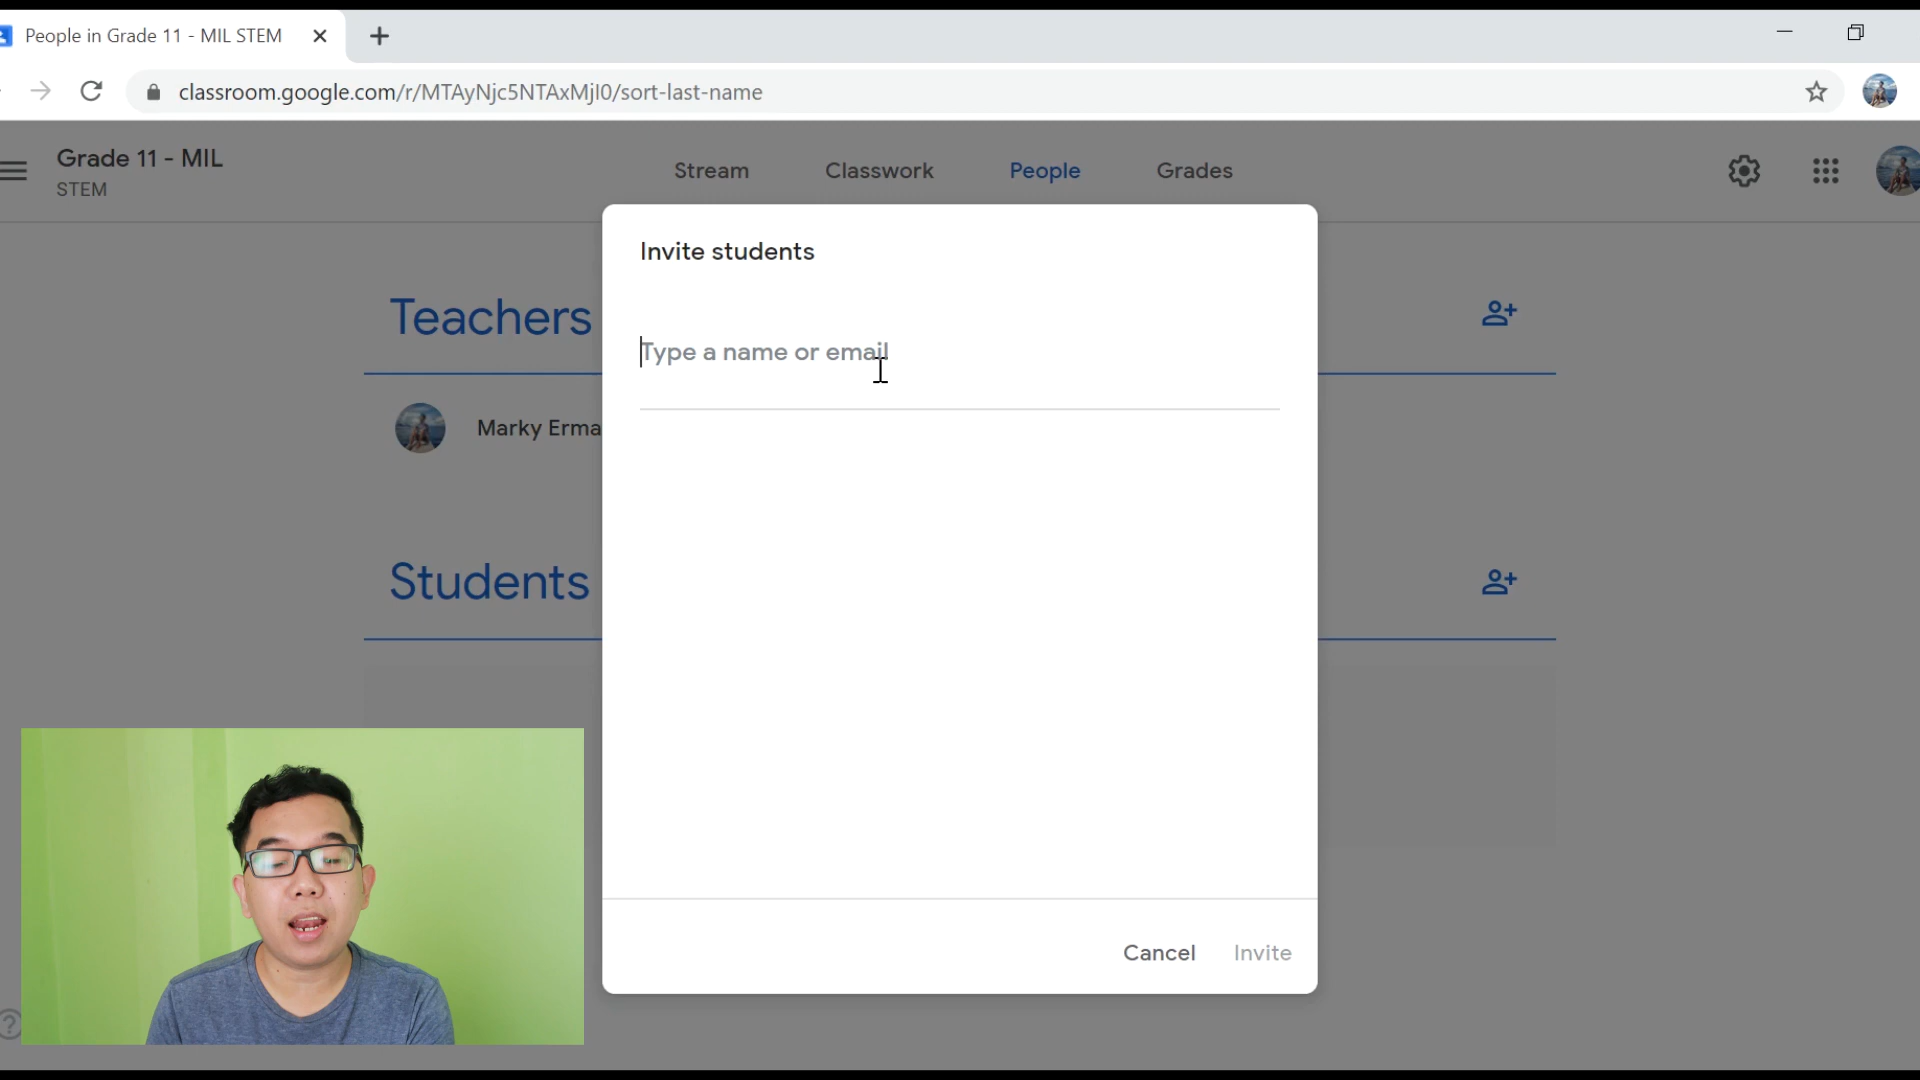 People in Grade 11 - MIL STEM
classroom.google.com/r/MTAyNjc5NTAxMjI0/sort-last-name
Grade 11 - MIL
STEM
Stream
Classwork
People
Grades
Invite students
Type a name or email
Teachers
Marky Erma
Students
Cancel
Invite